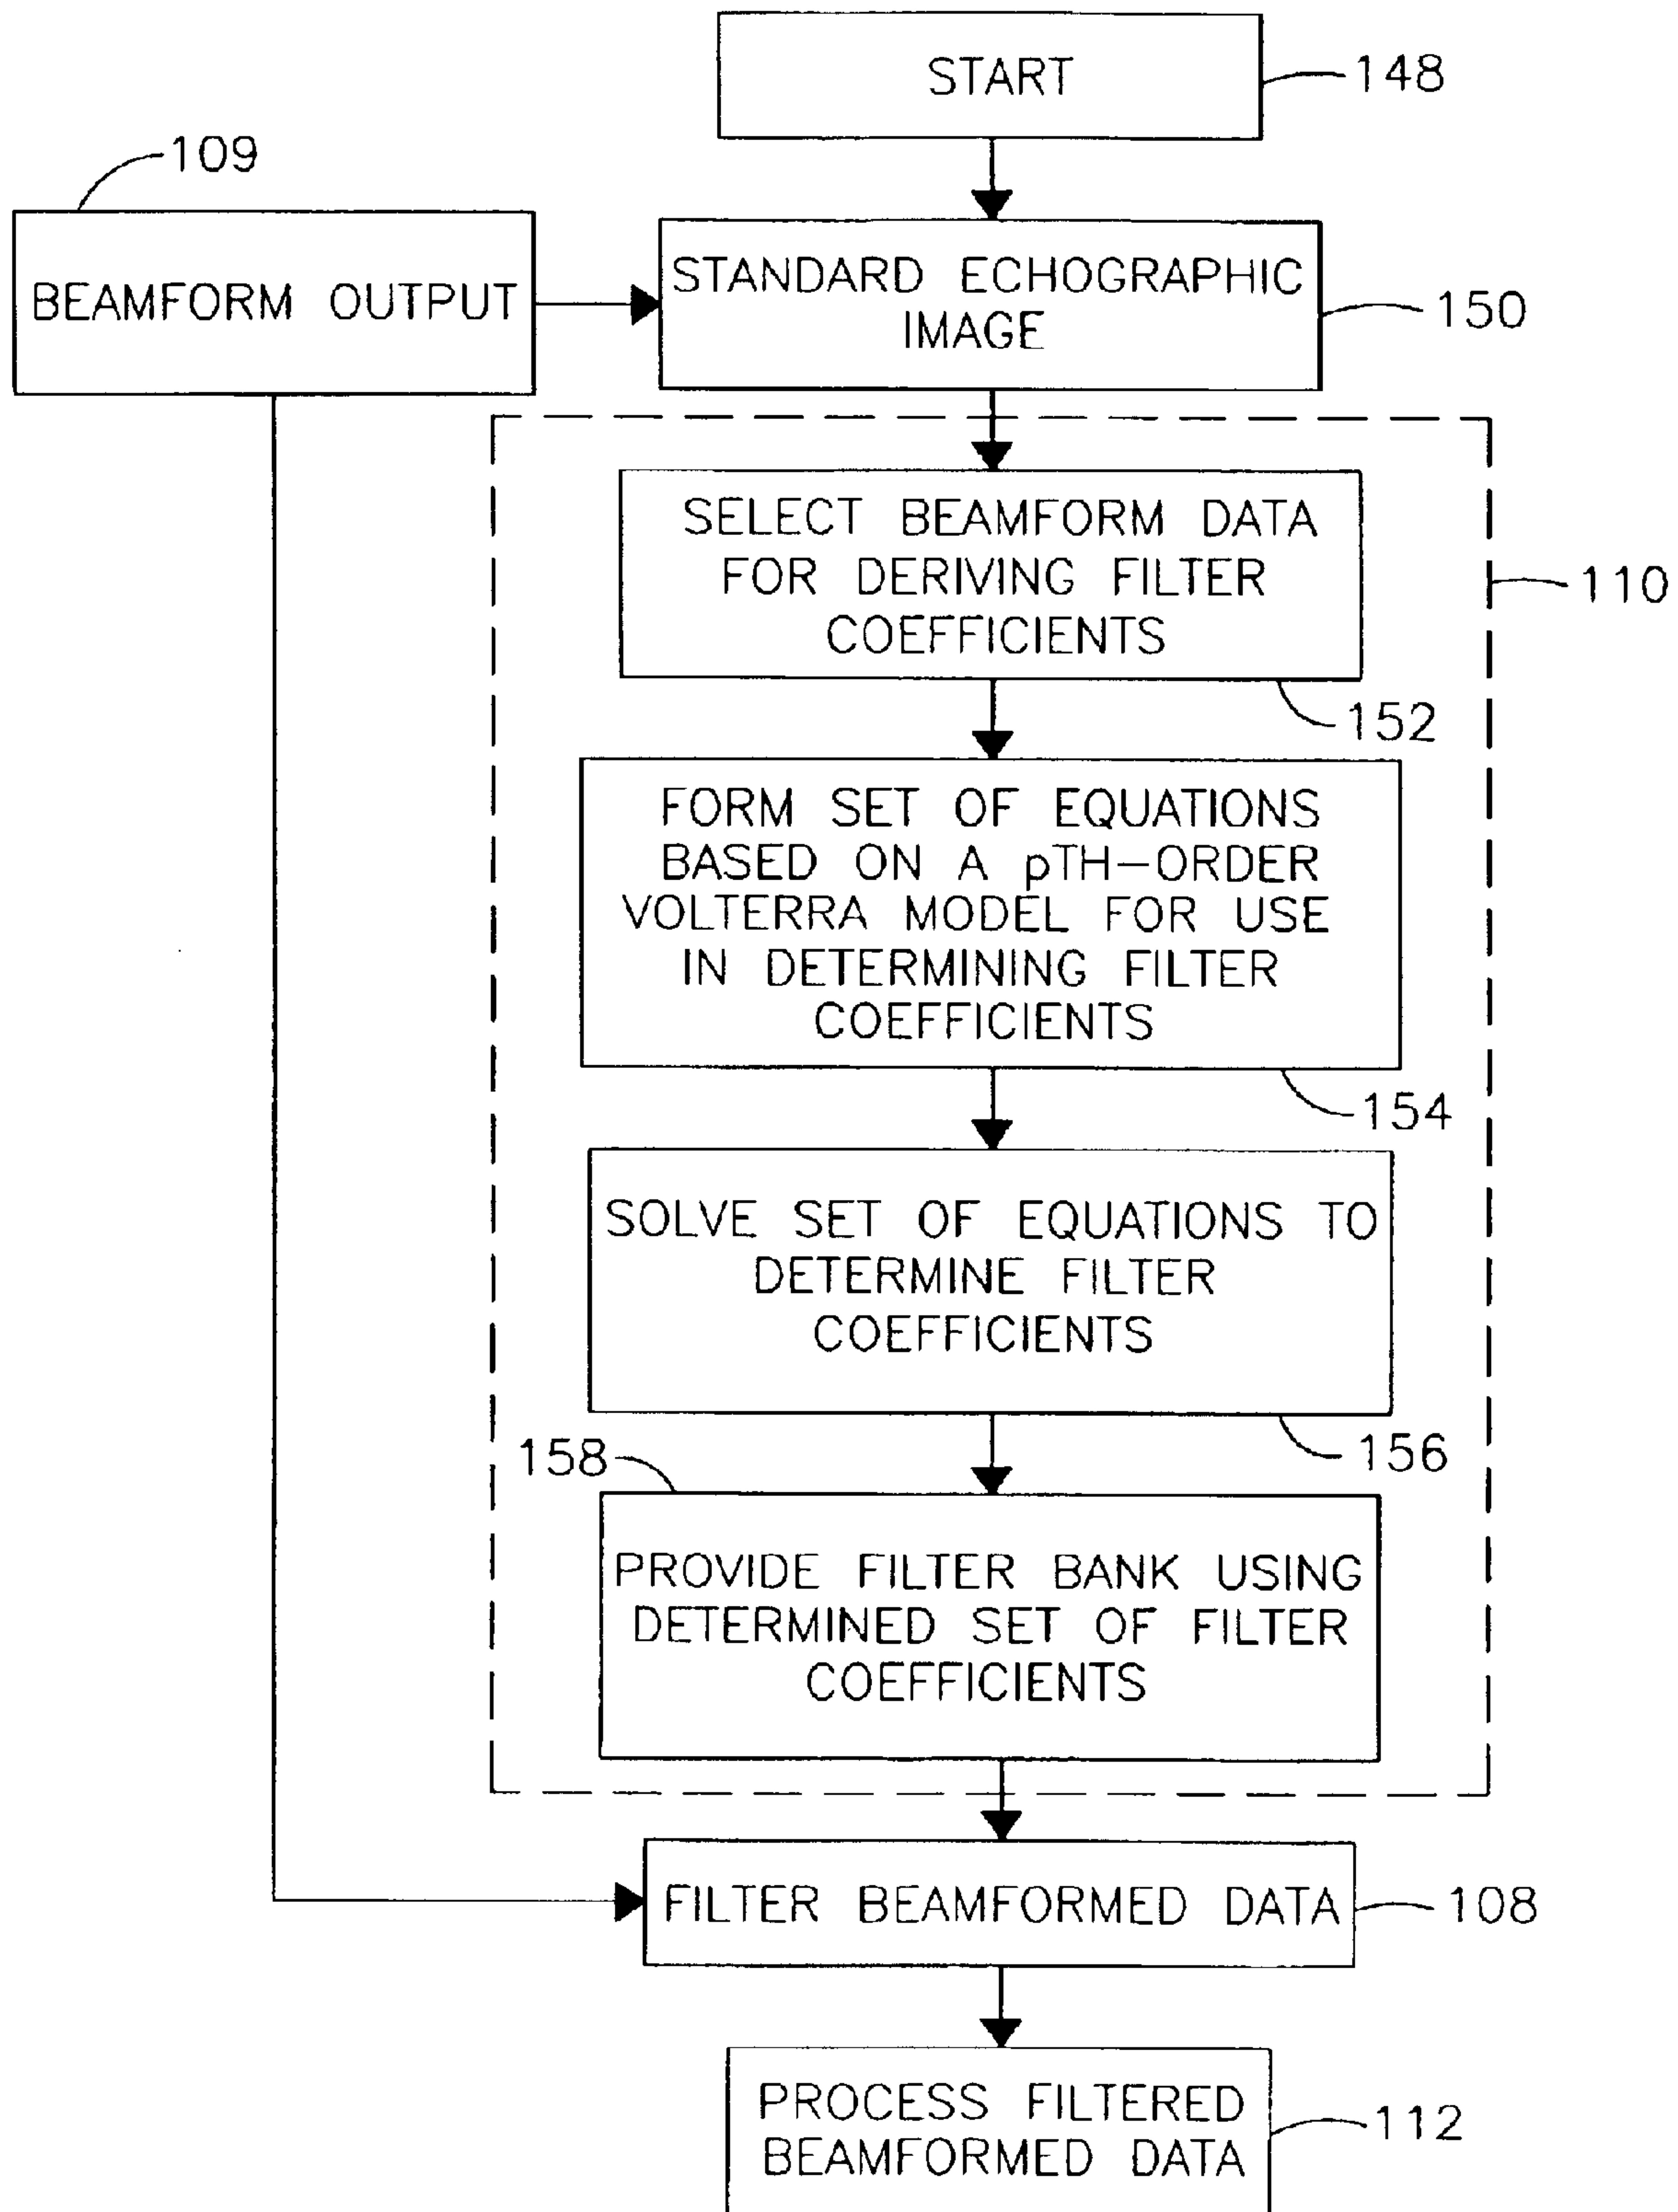 START
148
109
BEAMFORM OUTPUT
STANDARD ECHOGRAPHIC
IMAGE
150
SELECT BEAMFORM DATA
FOR DERIVING FILTER
COEFFICIENTS
110
152
FORM SET OF EQUATIONS
BASED ON A pTH-ORDER
VOLTERRA MODEL FOR USE
IN DETERMINING FILTER
COEFFICIENTS
154
SOLVE SET OF EQUATIONS TO
DETERMINE FILTER
COEFFICIENTS
156
158
PROVIDE FILTER BANK USING
DETERMINED SET OF FILTER
COEFFICIENTS
FILTER BEAMFORMED DATA
108
PROCESS FILTERED
BEAMFORMED DATA
112